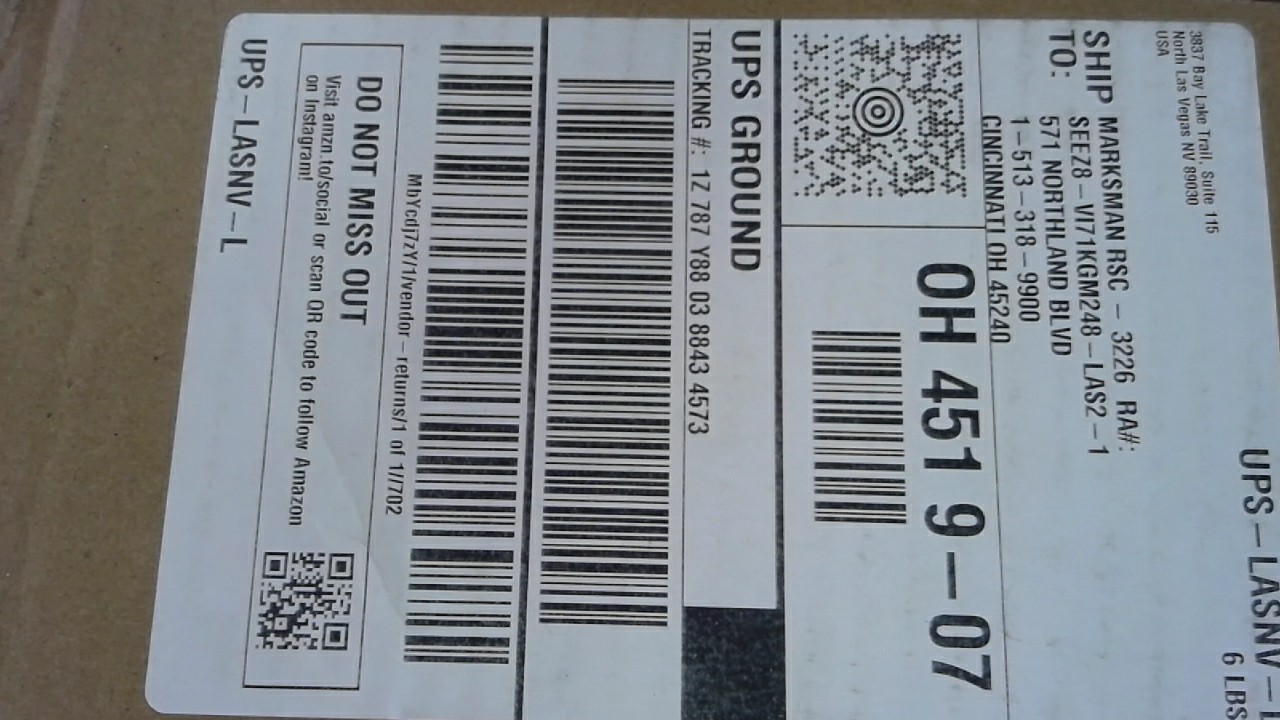 UPS-LASNV-
6 LBS
3837 Bay Lake Trail, Suite 115
North Las Vegas NV 89030
USA
SHIP
TO:
MARKSMAN RSC - 3226 RA#:
SEEZ8-VI71KGM248-LAS2-1
571 NORTHLAND BLVD
1-513-318-9900
CINCINNATI OH 45240
OH 451 9-07
UPS GROUND
TRACKING #: 1Z 787 Y88 03 8843 4573
MbYcdj7zY/1/vendor-returns/1 of 1//702
DO NOT MISS OUT
Visit amzn.to/social or scan QR code to follow Amazon
on Instagram!
UPS-LASNV-L